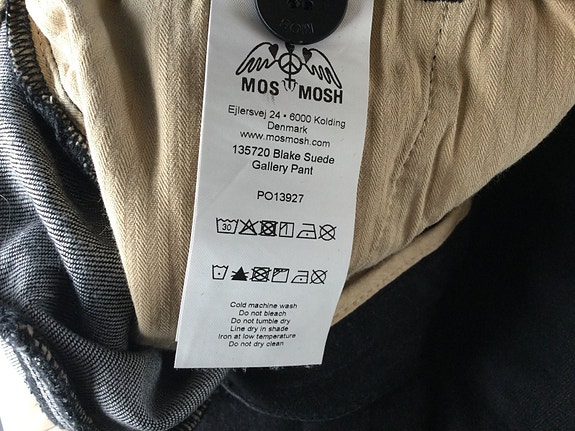 MOS MOSH
Ejlersvej 24 • 6000 Kolding
Denmark
www.mosmosh.com
135720 Blake Suede
Gallery Pant
PO13927
30
Cold machine wash
Do not bleach
Do not tumble dry
Line dry in shade
Iron at low temperature
Do not dry clean